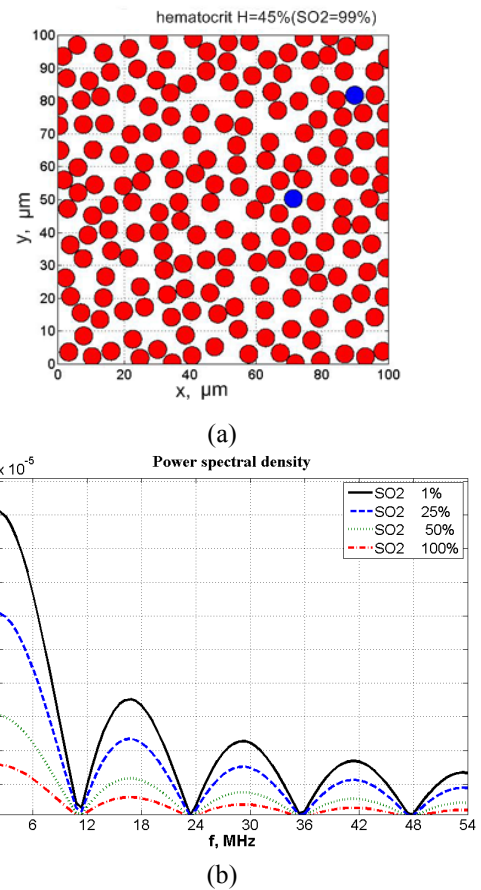 hematocrit H=45%(SO2=99%)
100
90
80
70
60
50
40
30
20
10
0
y, μm
0 20 40 60 80 100
x, μm
(a)
Power spectral density
x 10⁻⁵
SO2 1%
SO2 25%
SO2 50%
SO2 100%
6 12 18 24 30 36 42 48 54
f, MHz
(b)